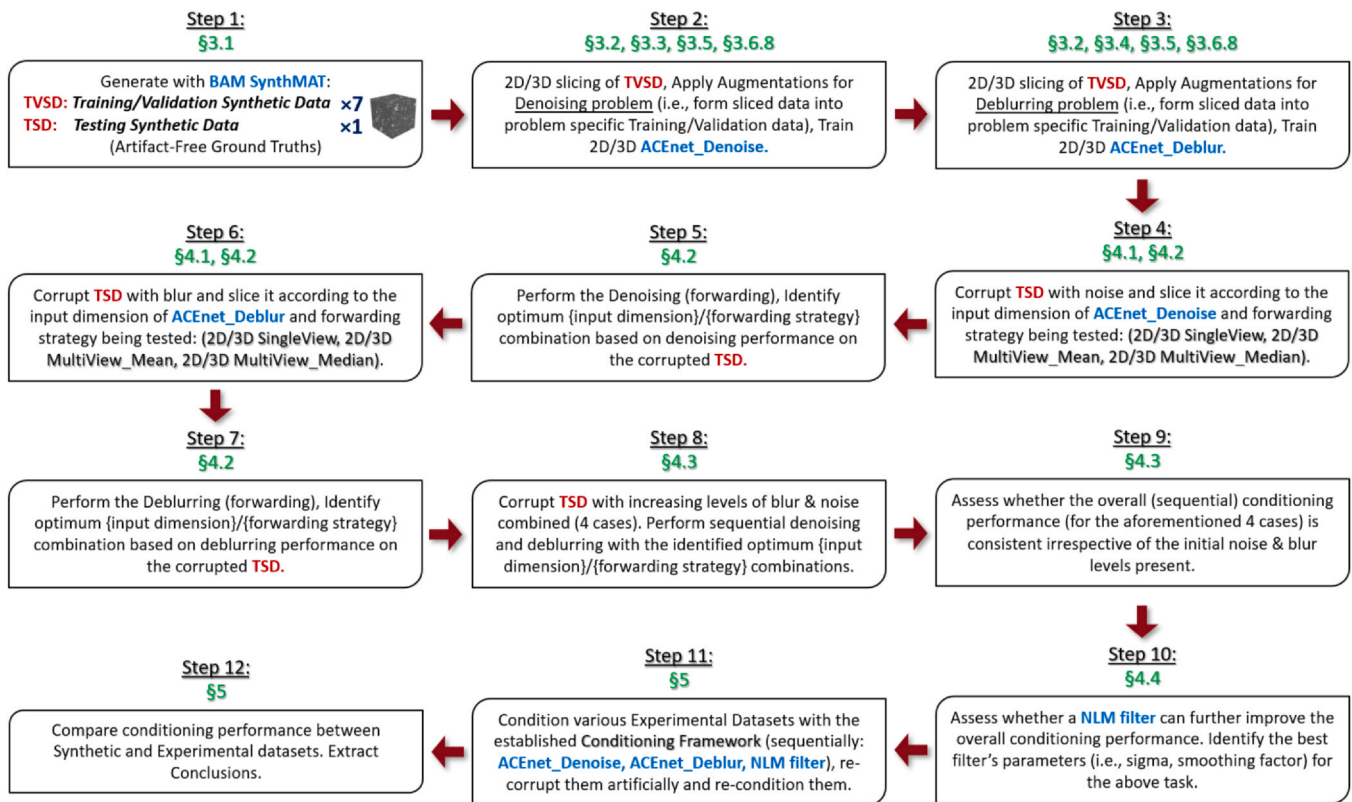 Step 1:
§3.1
Generate with BAM SynthMAT:
TVSD: Training/Validation Synthetic Data ×7
TSD: Testing Synthetic Data ×1
(Artifact-Free Ground Truths)
Step 2:
§3.2, §3.3, §3.5, §3.6.8
2D/3D slicing of TVSD, Apply Augmentations for
Denoising problem (i.e., form sliced data into
problem specific Training/Validation data), Train
2D/3D ACEnet_Denoise.
Step 3:
§3.2, §3.4, §3.5, §3.6.8
2D/3D slicing of TVSD, Apply Augmentations for
Deblurring problem (i.e., form sliced data into
problem specific Training/Validation data), Train
2D/3D ACEnet_Deblur.
Step 4:
§4.1, §4.2
Corrupt TSD with noise and slice it according to the
input dimension of ACEnet_Denoise and forwarding
strategy being tested: (2D/3D SingleView, 2D/3D
MultiView_Mean, 2D/3D MultiView_Median).
Step 5:
§4.2
Perform the Denoising (forwarding), Identify
optimum {input dimension}/{forwarding strategy}
combination based on denoising performance on
the corrupted TSD.
Step 6:
§4.1, §4.2
Corrupt TSD with blur and slice it according to the
input dimension of ACEnet_Deblur and forwarding
strategy being tested: (2D/3D SingleView, 2D/3D
MultiView_Mean, 2D/3D MultiView_Median).
Step 7:
§4.2
Perform the Deblurring (forwarding), Identify
optimum {input dimension}/{forwarding strategy}
combination based on deblurring performance on
the corrupted TSD.
Step 8:
§4.3
Corrupt TSD with increasing levels of blur & noise
combined (4 cases). Perform sequential denoising
and deblurring with the identified optimum {input
dimension}/{forwarding strategy} combinations.
Step 9:
§4.3
Assess whether the overall (sequential) conditioning
performance (for the aforementioned 4 cases) is
consistent irrespective of the initial noise & blur
levels present.
Step 10:
§4.4
Assess whether a NLM filter can further improve the
overall conditioning performance. Identify the best
filter's parameters (i.e., sigma, smoothing factor) for
the above task.
Step 11:
§5
Condition various Experimental Datasets with the
established Conditioning Framework (sequentially:
ACEnet_Denoise, ACEnet_Deblur, NLM filter), re-
corrupt them artificially and re-condition them.
Step 12:
§5
Compare conditioning performance between
Synthetic and Experimental datasets. Extract
Conclusions.